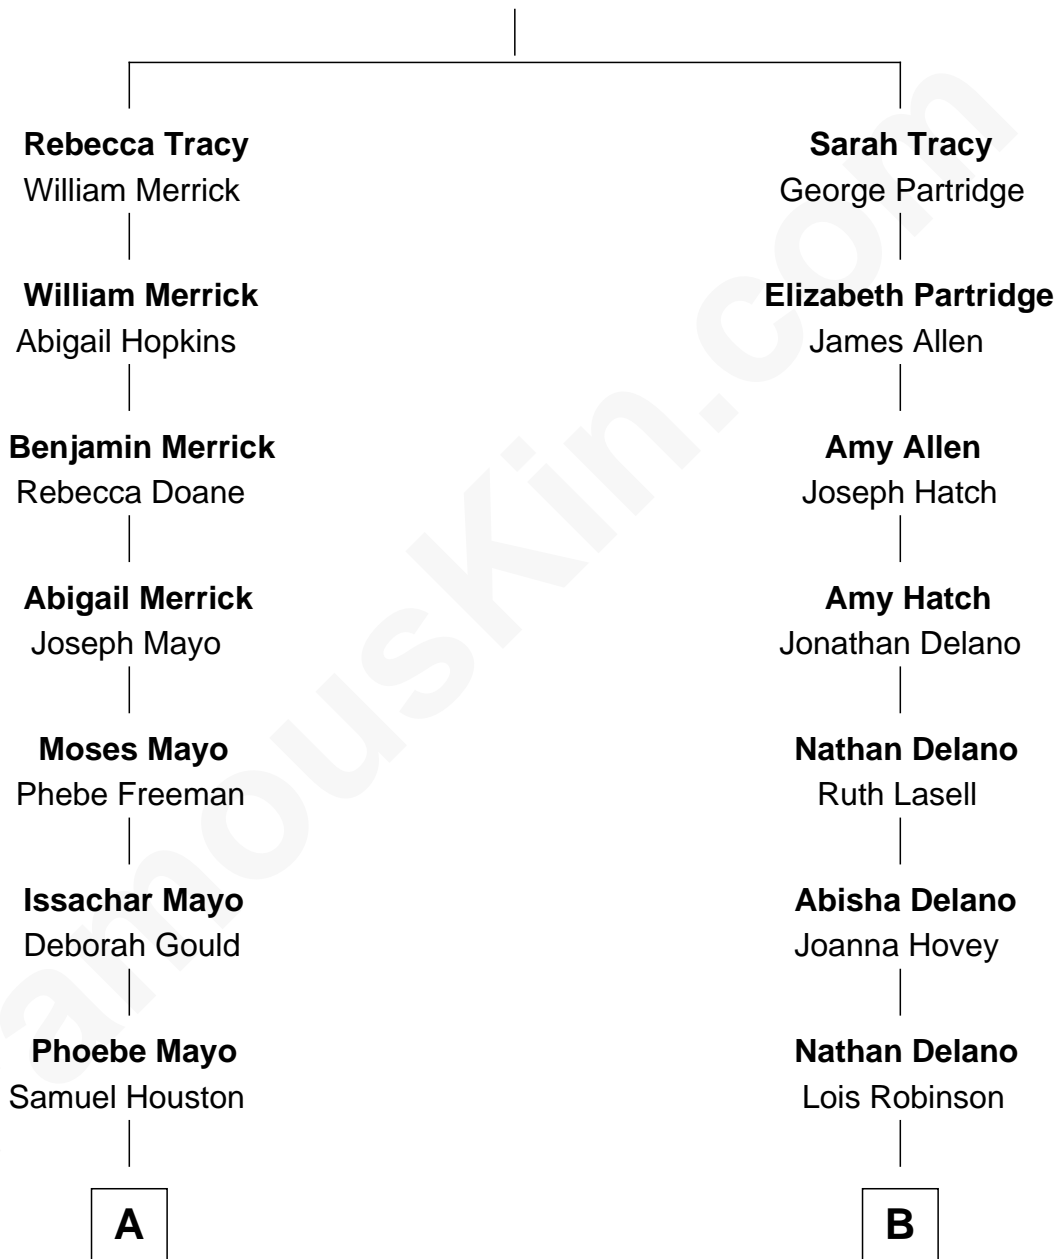 Rebecca Tracy
William Merrick
William Merrick
Abigail Hopkins
Benjamin Merrick
Rebecca Doane
Abigail Merrick
Joseph Mayo
Moses Mayo
Phebe Freeman
Issachar Mayo
Deborah Gould
Phoebe Mayo
Samuel Houston
A
Sarah Tracy
George Partridge
Elizabeth Partridge
James Allen
Amy Allen
Joseph Hatch
Amy Hatch
Jonathan Delano
Nathan Delano
Ruth Lasell
Abisha Delano
Joanna Hovey
Nathan Delano
Lois Robinson
B
amouskin.com